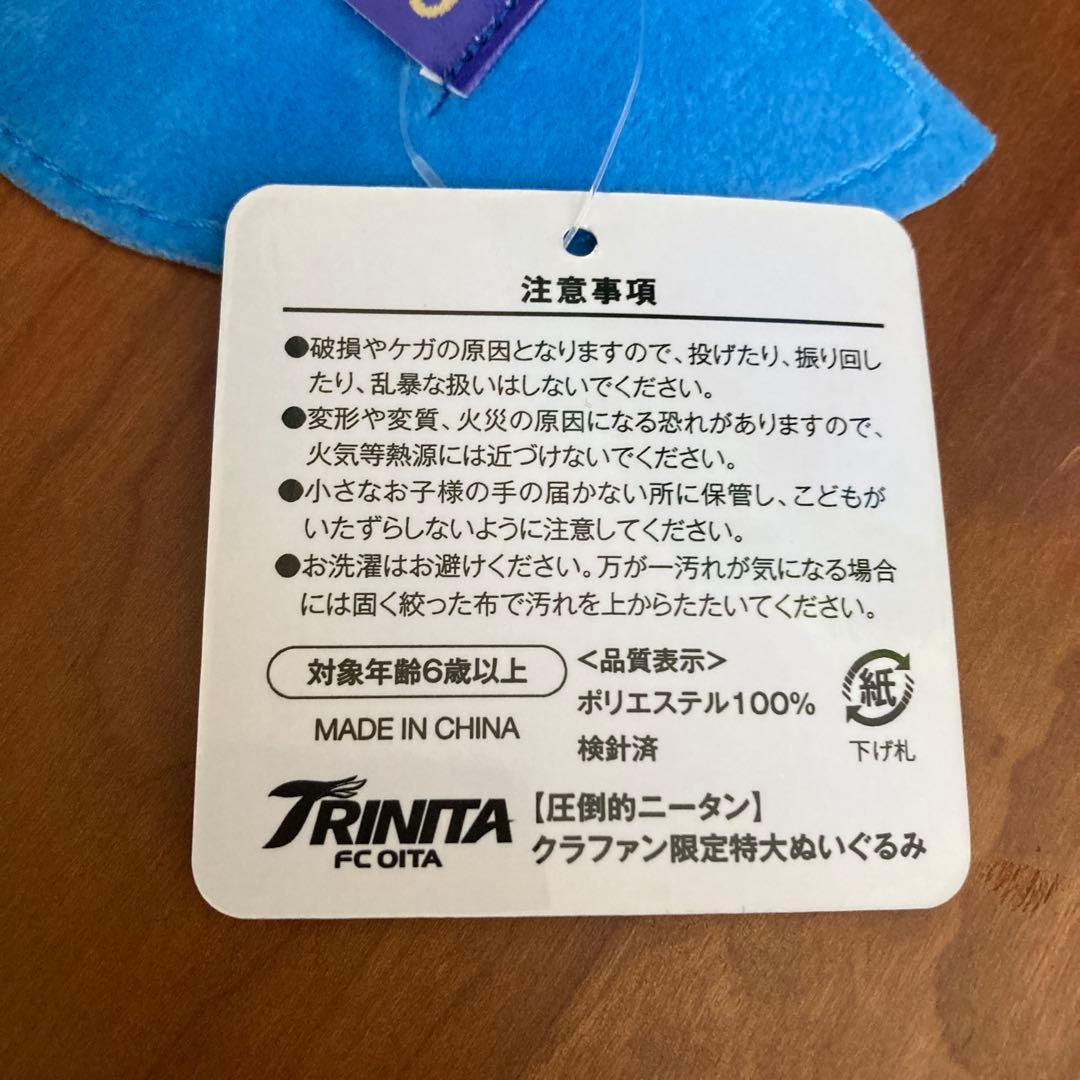 注意事項
●破損やケガの原因となりますので、投げたり、振り回し
たり、乱暴な扱いはしないでください。
●変形や変質、火災の原因になる恐れがありますので、
火気等熱源には近づけないでください。
●小さなお子様の手の届かない所に保管し、こどもが
いたずらしないように注意してください。
●お洗濯はお避けください。万が一汚れが気になる場合
には固く絞った布で汚れを上からたたいてください。
対象年齢6歳以上
MADE IN CHINA
<品質表示>
ポリエステル100%
検針済
紙
下げ札
TRINITA
FC OITA
【圧倒的ニータン】
クラファン限定特大ぬいぐるみ